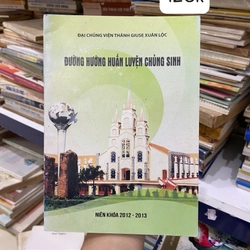 ĐẠI CHỦNG VIỆN THÁNH GIUSE XUÂN LỘC
ĐƯỜNG HƯỚNG HUẤN LUYỆN CHỦNG SINH
NIÊN KHÓA 2012 - 2013